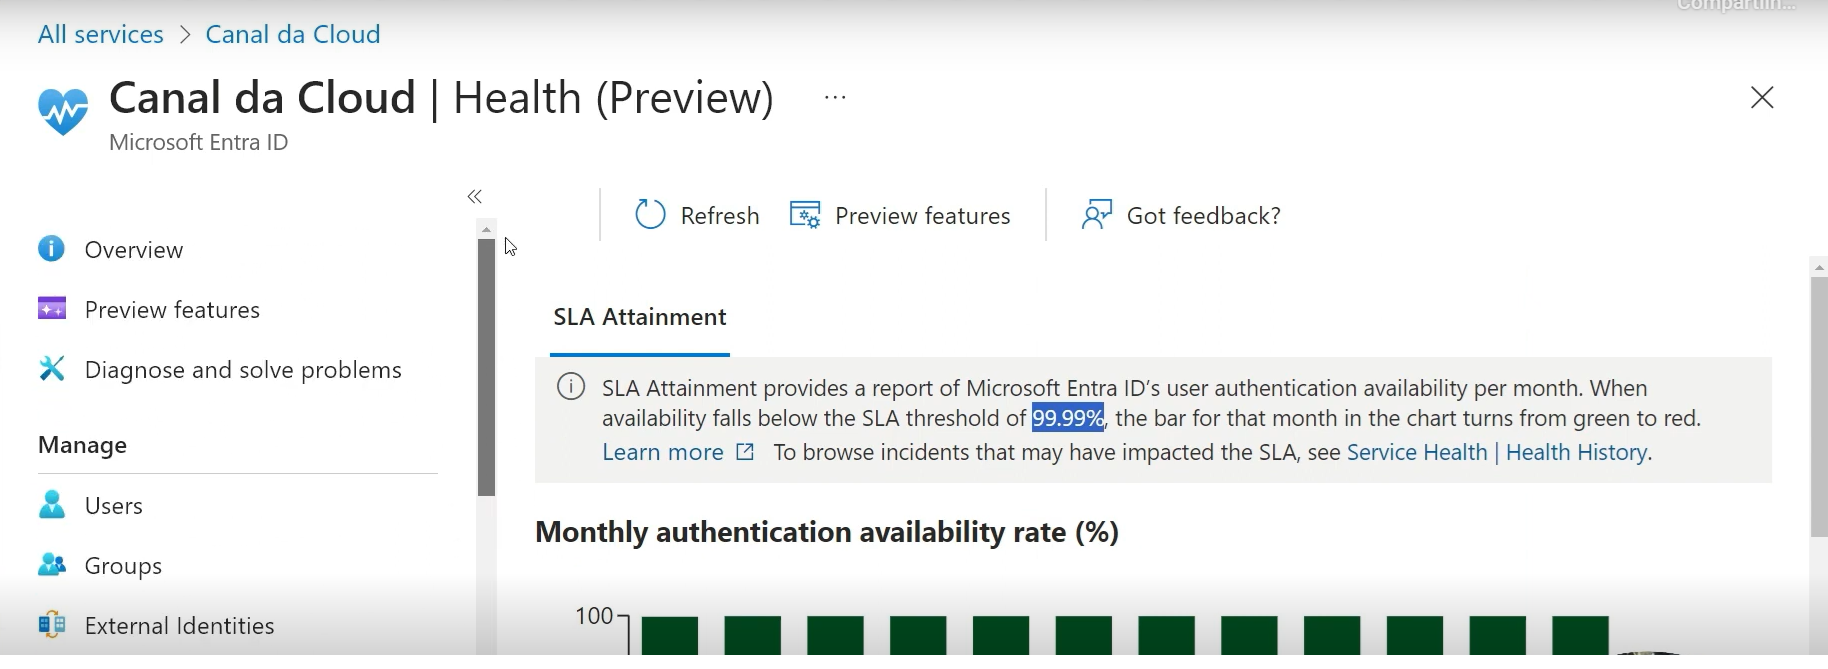 Compartilh...
All services > Canal da Cloud
Canal da Cloud | Health (Preview) ...
Microsoft Entra ID
Refresh
Preview features
Got feedback?
Overview
Preview features
Diagnose and solve problems
Manage
Users
Groups
External Identities
SLA Attainment
SLA Attainment provides a report of Microsoft Entra ID's user authentication availability per month. When
availability falls below the SLA threshold of 99.99%, the bar for that month in the chart turns from green to red.
Learn more To browse incidents that may have impacted the SLA, see Service Health | Health History.
Monthly authentication availability rate (%)
100